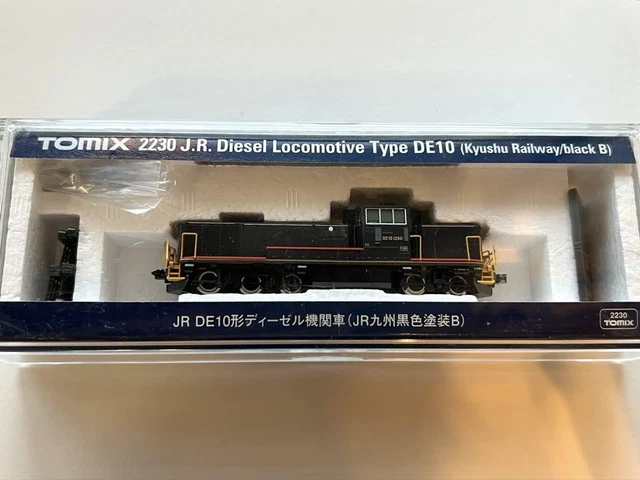 TOMIX 2230 J.R. Diesel Locomotive Type DE10 (Kyushu Railway/black B)
JR DE10形ディーゼル機関車(JR九州黒色塗装B)
2230
TOMIX